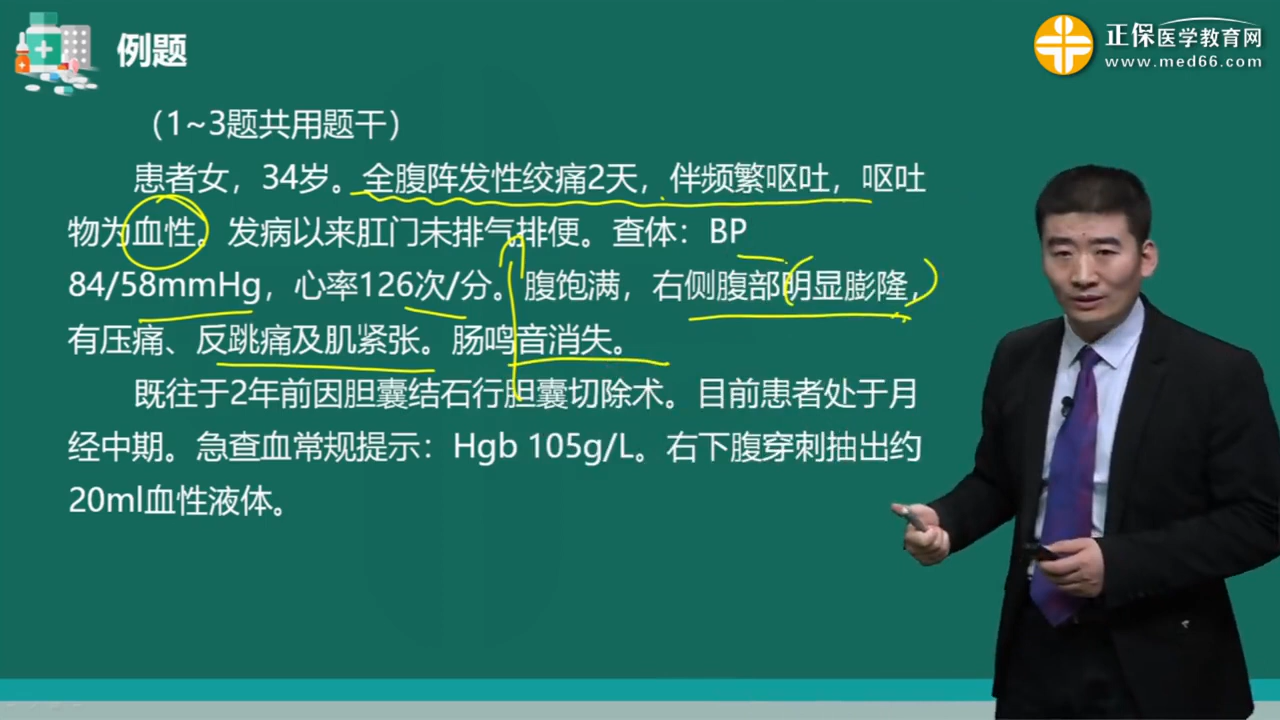 例题
正保医学教育网
www.med66.com
（1~3题共用题干）
患者女，34岁。全腹阵发性绞痛2天，伴频繁呕吐，呕吐
物为血性。发病以来肛门未排气排便。查体：BP
84/58mmHg，心率126次/分。腹饱满，右侧腹部明显膨隆，
有压痛、反跳痛及肌紧张。肠鸣音消失。
既往于2年前因胆囊结石行胆囊切除术。目前患者处于月
经中期。急查血常规提示：Hgb 105g/L。右下腹穿刺抽出约
20ml血性液体。